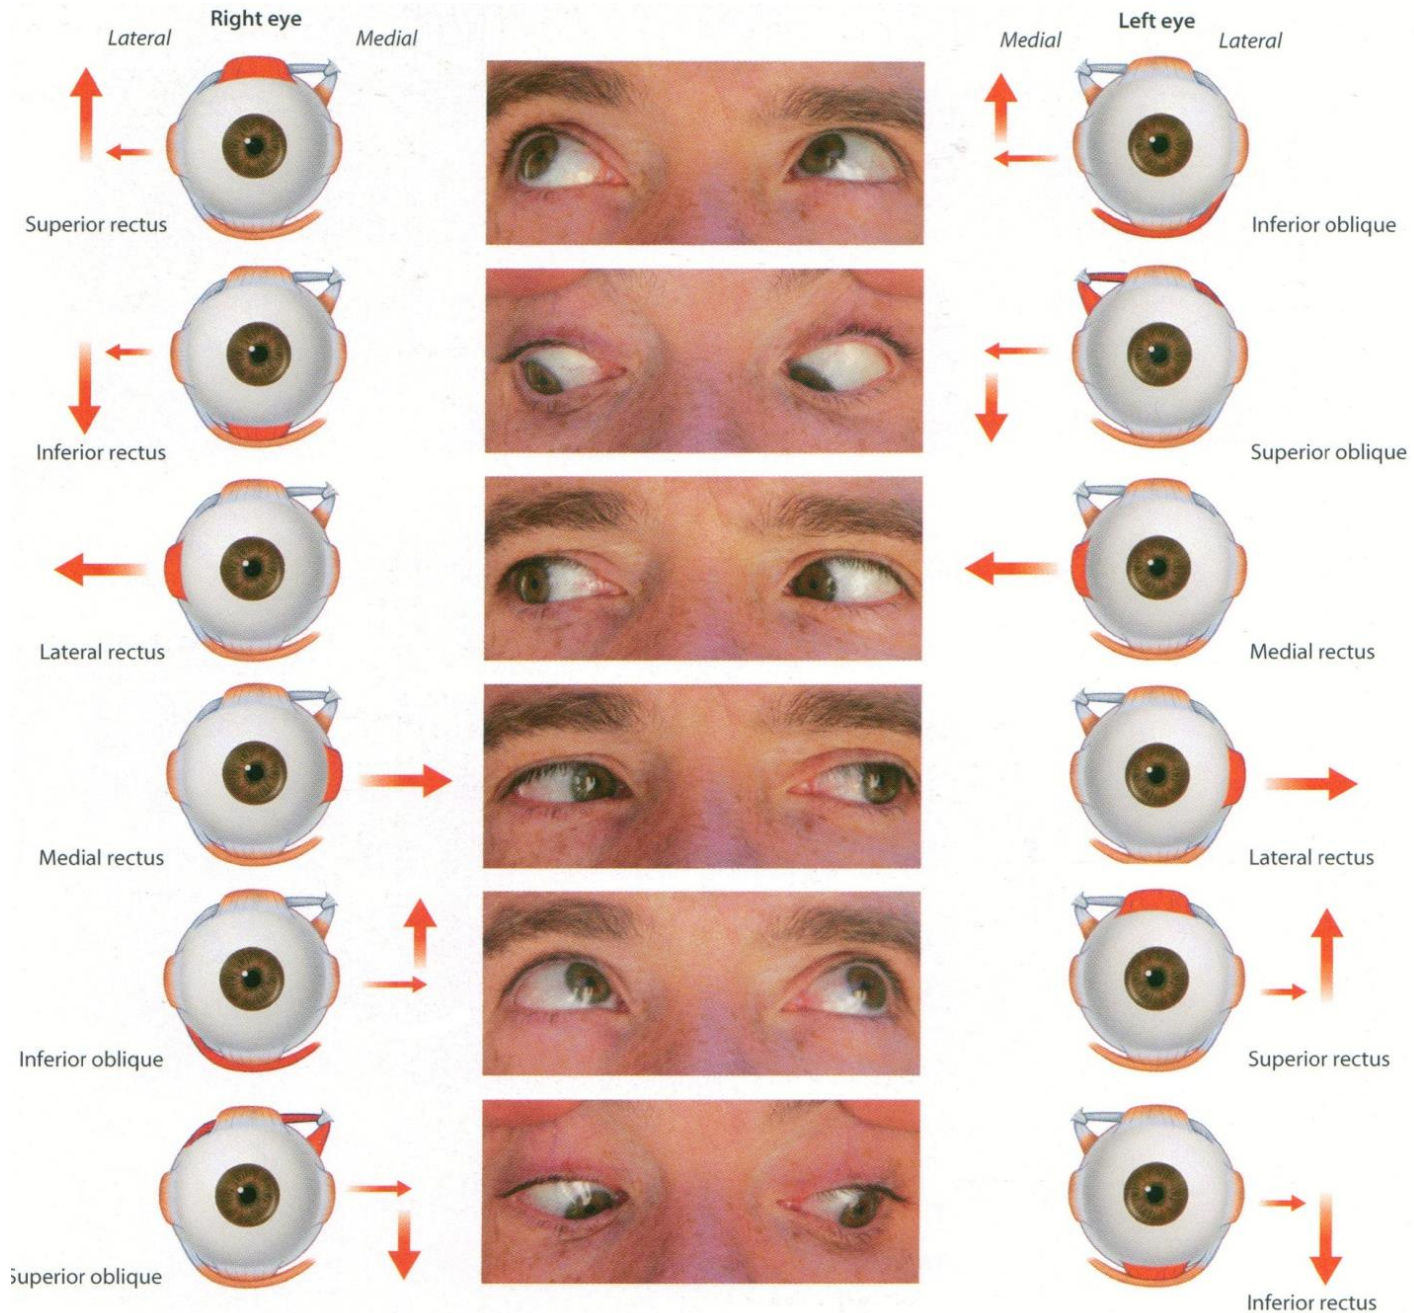 Right eye
Left eye
Lateral
Medial
Medial
Lateral
Superior rectus
Inferior oblique
Inferior rectus
Superior oblique
Lateral rectus
Medial rectus
Medial rectus
Lateral rectus
Inferior oblique
Superior rectus
Superior oblique
Inferior rectus